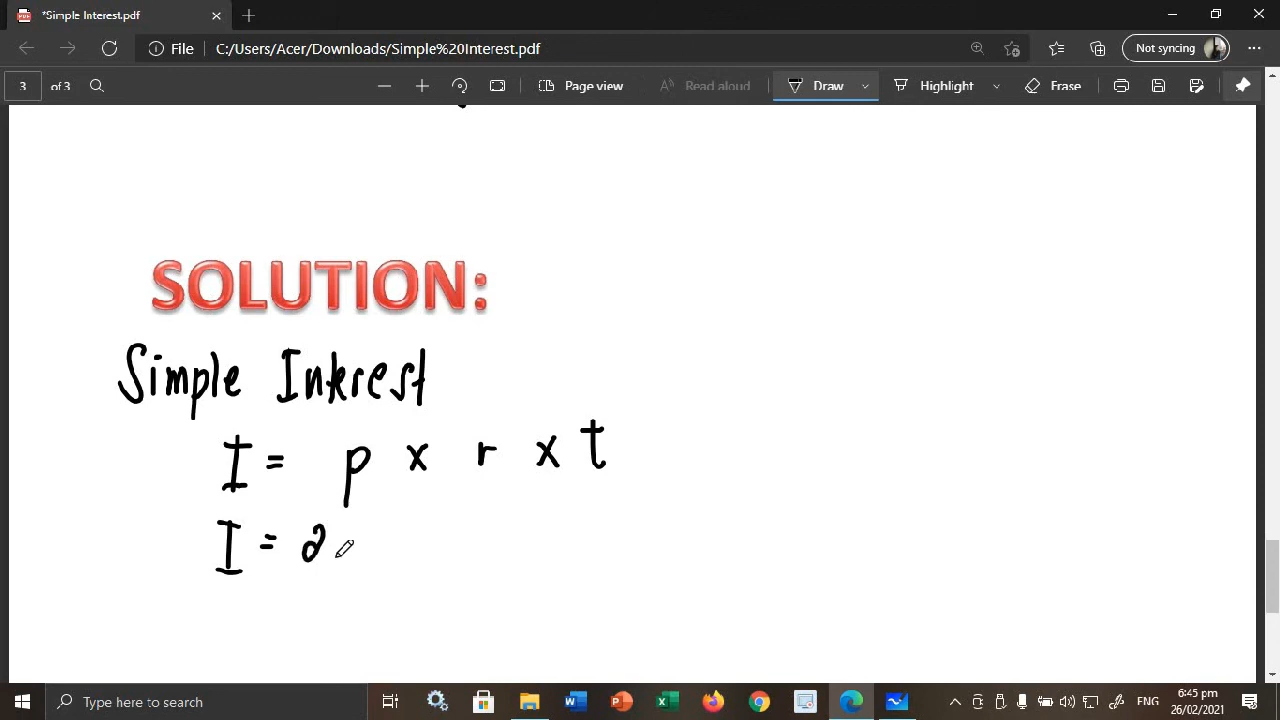 *Simple Interest.pdf
File C:/Users/Acer/Downloads/Simple%20Interest.pdf Not syncing
3 of 3 Page view Read aloud Draw Highlight Erase
SOLUTION:
Simple Interest
I = p x r x t
I = 2
Type here to search ENG 6:45 pm
26/02/2021